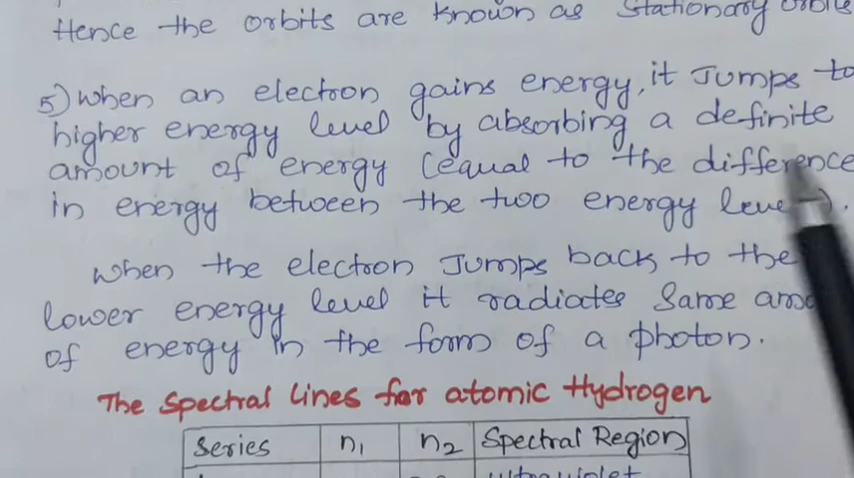 Hence the orbits are known as stationary orbits
5) When an electron gains energy, it Jumps to
higher energy level by absorbing a definite
amount of energy (equal to the difference
in energy between the two energy
When the electron Jumps back to the
lower energy level it radiates same
of energy in the form of a photon.
The Spectral lines for atomic Hydrogen
Series n1 n2 Spectral Region
ultraviolet